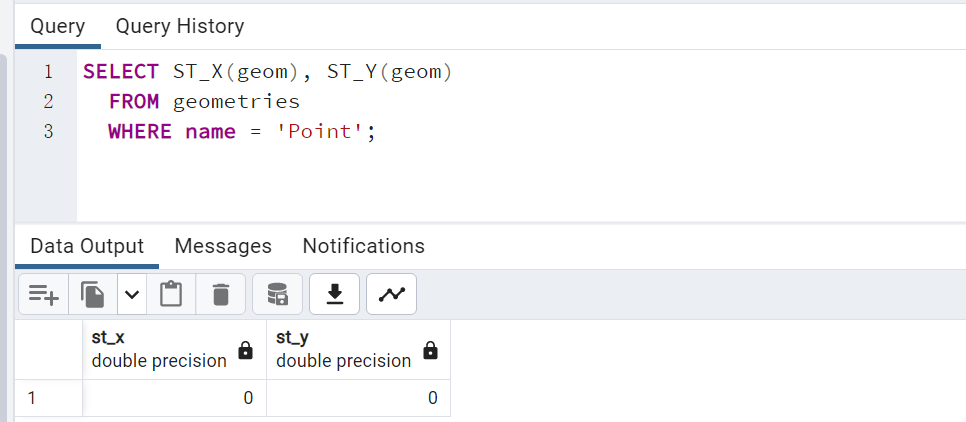 Query Query History
1 SELECT ST_X(geom), ST_Y(geom)
2 FROM geometries
3 WHERE name = 'Point';
Data Output Messages Notifications
st_x st_y
double precision double precision
1 0 0